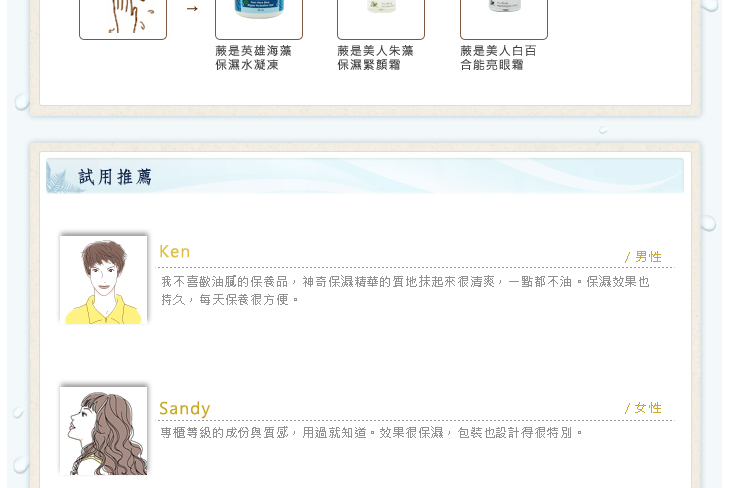 →
蕨是英雄海藻
保濕水凝凍
蕨是美人朱藻
保濕緊顏霜
蕨是美人白百
合能亮眼霜
試用推薦
Ken
/ 男性
我不喜歡油膩的保養品，神奇保濕精華的質地抹起來很清爽，一點都不油。保濕效果也
持久，每天保養很方便。
Sandy
/ 女性
專櫃等級的成份與質感，用過就知道。效果很保濕，包裝也設計得很特別。